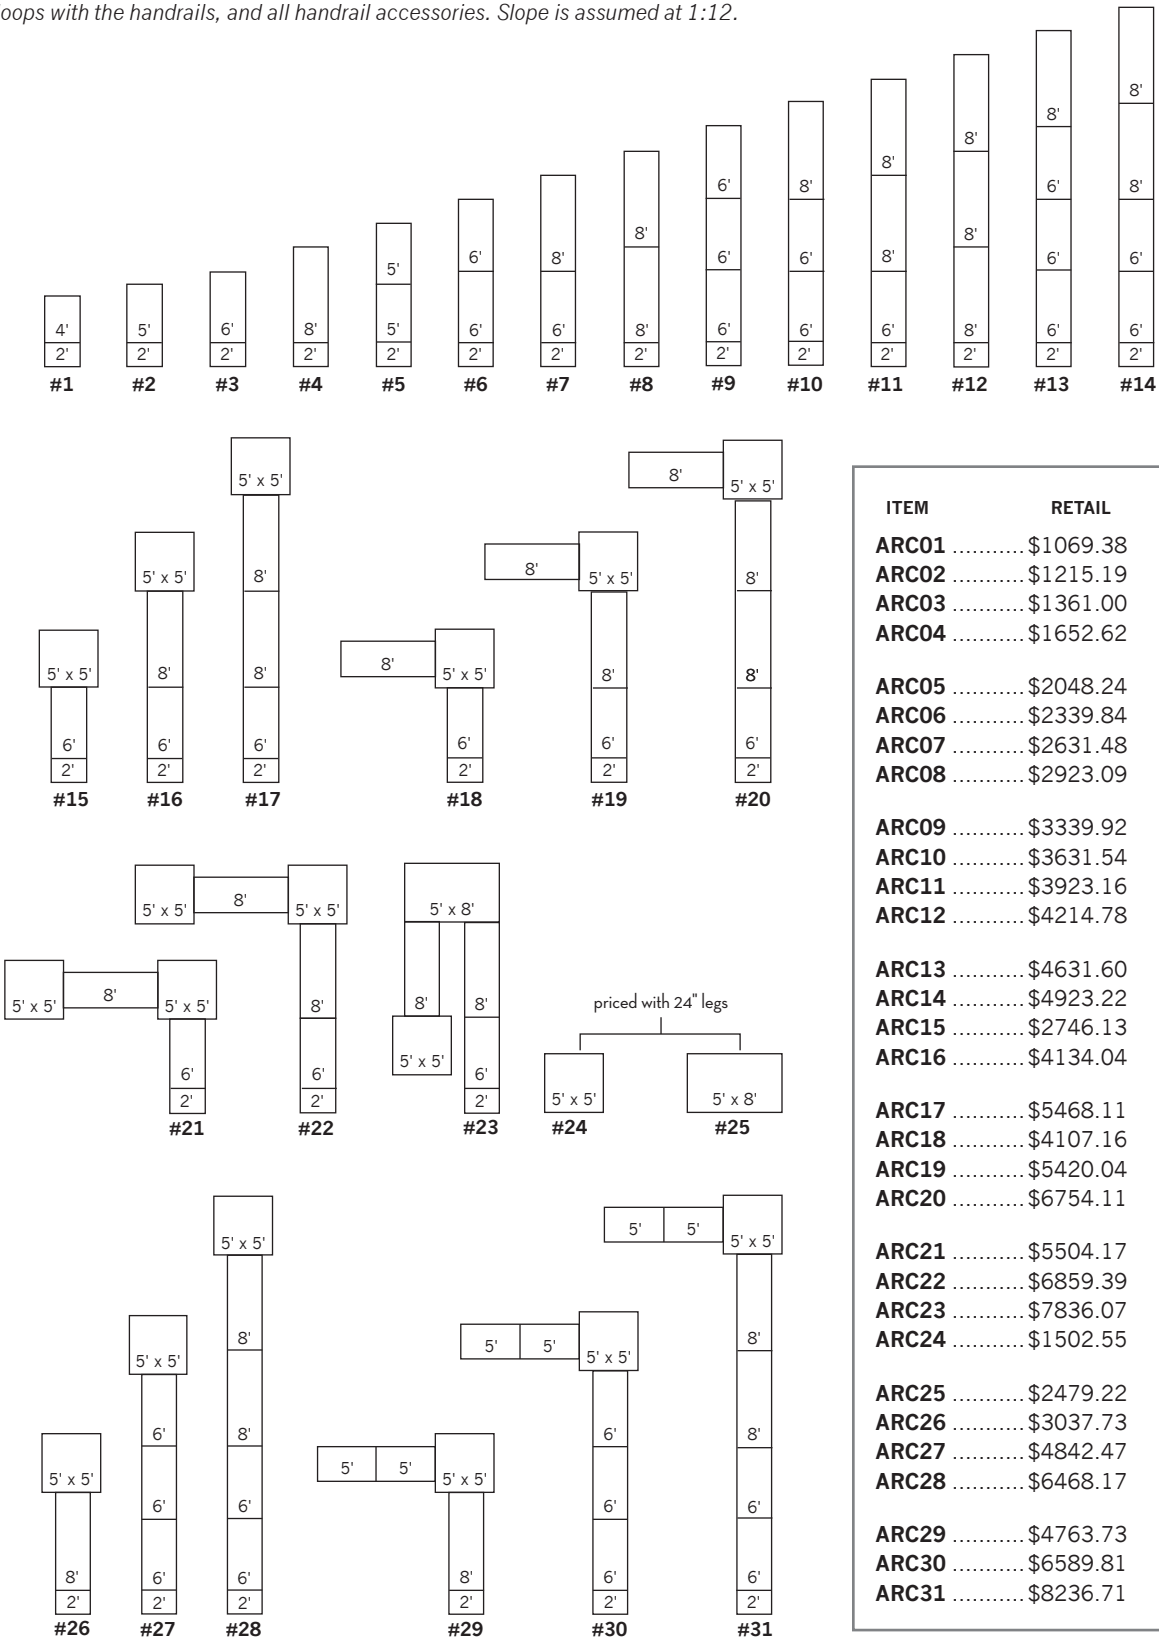 loops with the handrails, and all handrail accessories. Slope is assumed at 1:12.
8'
8'
8'
8'
8'
6'
8'
6'
8'
8'
6'
8'
5'
6'
8'
6'
6'
8'
8'
6'
6'
4'
5'
6'
8'
5'
6'
6'
8'
6'
6'
6'
8'
6'
6'
2'
2'
2'
2'
2'
2'
2'
2'
2'
2'
2'
2'
2'
2'
#1
#2
#3
#4
#5
#6
#7
#8
#9
#10
#11
#12
#13
#14
5' x 5'
8'
5' x 5'
5' x 5'
8'
8'
5' x 5'
8'
5' x 5'
8'
8'
5' x 5'
8'
8'
8'
8'
6'
6'
6'
6'
6'
6'
2'
2'
2'
2'
2'
2'
#15
#16
#17
#18
#19
#20
5' x 5'
8'
5' x 5'
5' x 8'
5' x 5'
8'
5' x 5'
8'
8'
8'
priced with 24" legs
6'
6'
5' x 5'
6'
5' x 5'
5' x 8'
2'
2'
2'
#21
#22
#23
#24
#25
5' x 5'
5'
5'
5' x 5'
5' x 5'
8'
5'
5'
5' x 5'
8'
5' x 5'
6'
8'
5'
5'
5' x 5'
6'
8'
6'
6'
6'
6'
8'
6'
6'
8'
6'
6'
2'
2'
2'
2'
2'
2'
#26
#27
#28
#29
#30
#31
ITEM RETAIL
ARC01 ........... $1069.38
ARC02 ........... $1215.19
ARC03 ........... $1361.00
ARC04 ........... $1652.62
ARC05 ........... $2048.24
ARC06 ........... $2339.84
ARC07 ........... $2631.48
ARC08 ........... $2923.09
ARC09 ........... $3339.92
ARC10 ........... $3631.54
ARC11 ........... $3923.16
ARC12 ........... $4214.78
ARC13 ........... $4631.60
ARC14 ........... $4923.22
ARC15 ........... $2746.13
ARC16 ........... $4134.04
ARC17 ........... $5468.11
ARC18 ........... $4107.16
ARC19 ........... $5420.04
ARC20 ........... $6754.11
ARC21 ........... $5504.17
ARC22 ........... $6859.39
ARC23 ........... $7836.07
ARC24 ........... $1502.55
ARC25 ........... $2479.22
ARC26 ........... $3037.73
ARC27 ........... $4842.47
ARC28 ........... $6468.17
ARC29 ........... $4763.73
ARC30 ........... $6589.81
ARC31 ........... $8236.71